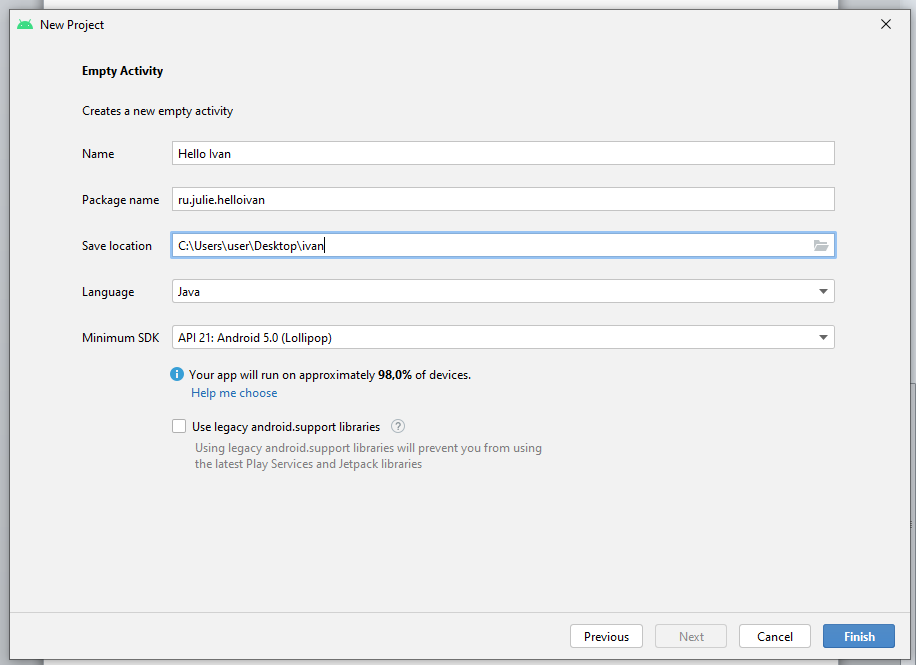 New Project
Empty Activity
Creates a new empty activity
Name Hello Ivan
Package name ru.julie.helloivan
Save location C:\Users\user\Desktop\ivan
Language Java
Minimum SDK API 21: Android 5.0 (Lollipop)
Your app will run on approximately 98,0% of devices.
Help me choose
Use legacy android.support libraries ?
Using legacy android.support libraries will prevent you from using
the latest Play Services and Jetpack libraries
Previous Next Cancel Finish